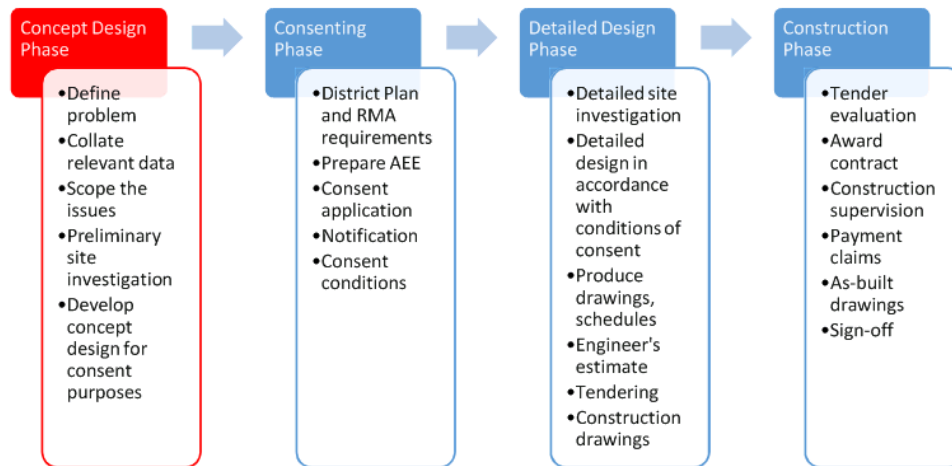 Concept Design
Phase
•Define
problem
•Collate
relevant data
•Scope the
issues
•Preliminary
site
investigation
•Develop
concept
design for
consent
purposes
Consenting
Phase
•District Plan
and RMA
requirements
•Prepare AEE
•Consent
application
•Notification
•Consent
conditions
Detailed Design
Phase
•Detailed site
investigation
•Detailed
design in
accordance
with
conditions of
consent
•Produce
drawings,
schedules
•Engineer's
estimate
•Tendering
•Construction
drawings
Construction
Phase
•Tender
evaluation
•Award
contract
•Construction
supervision
•Payment
claims
•As-built
drawings
•Sign-off